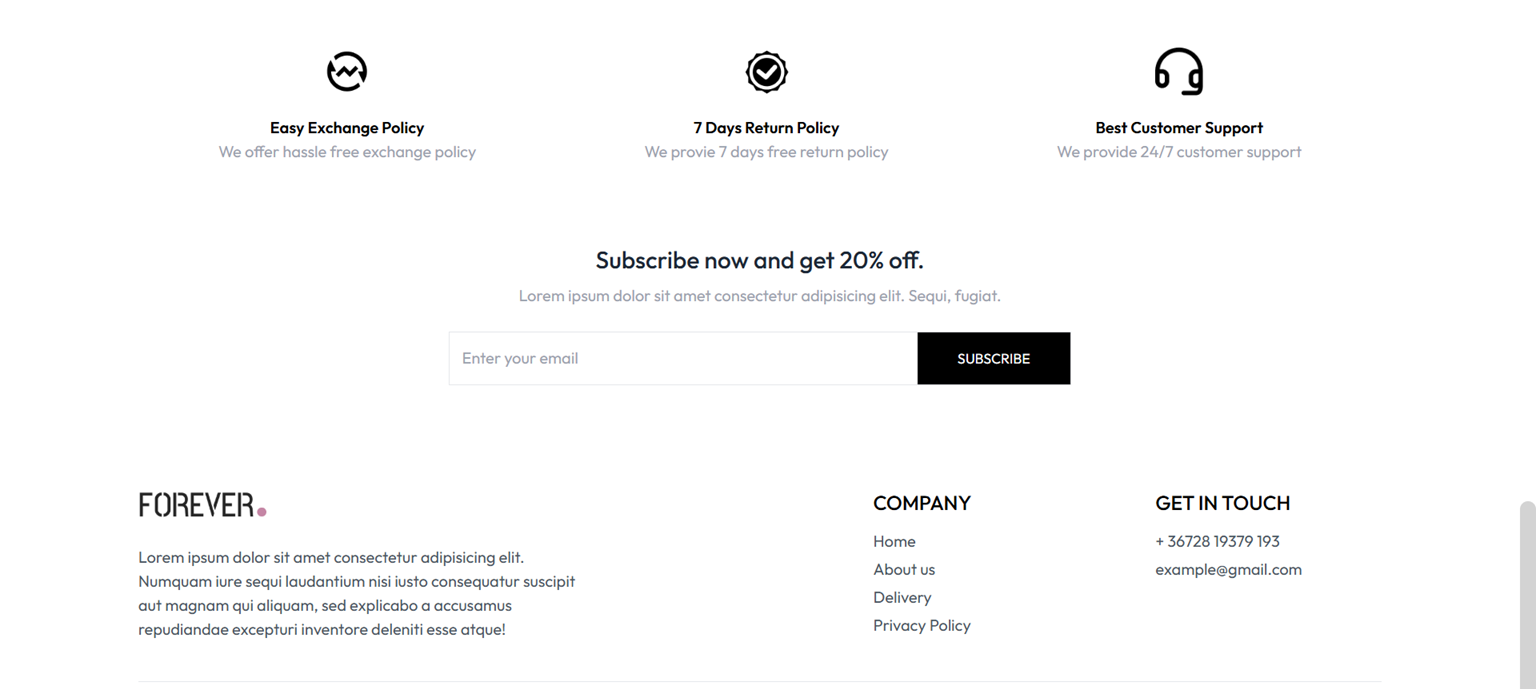 Easy Exchange Policy
We offer hassle free exchange policy
7 Days Return Policy
We provie 7 days free return policy
Best Customer Support
We provide 24/7 customer support
Subscribe now and get 20% off.
Lorem ipsum dolor sit amet consectetur adipisicing elit. Sequi, fugiat.
Enter your email
SUBSCRIBE
FOREVER.
Lorem ipsum dolor sit amet consectetur adipisicing elit.
Numquam iure sequi laudantium nisi iusto consequatur suscipit
aut magnam qui aliquam, sed explicabo a accusamus
repudiandae excepturi inventore deleniti esse atque!
COMPANY
Home
About us
Delivery
Privacy Policy
GET IN TOUCH
+ 36728 19379 193
example@gmail.com